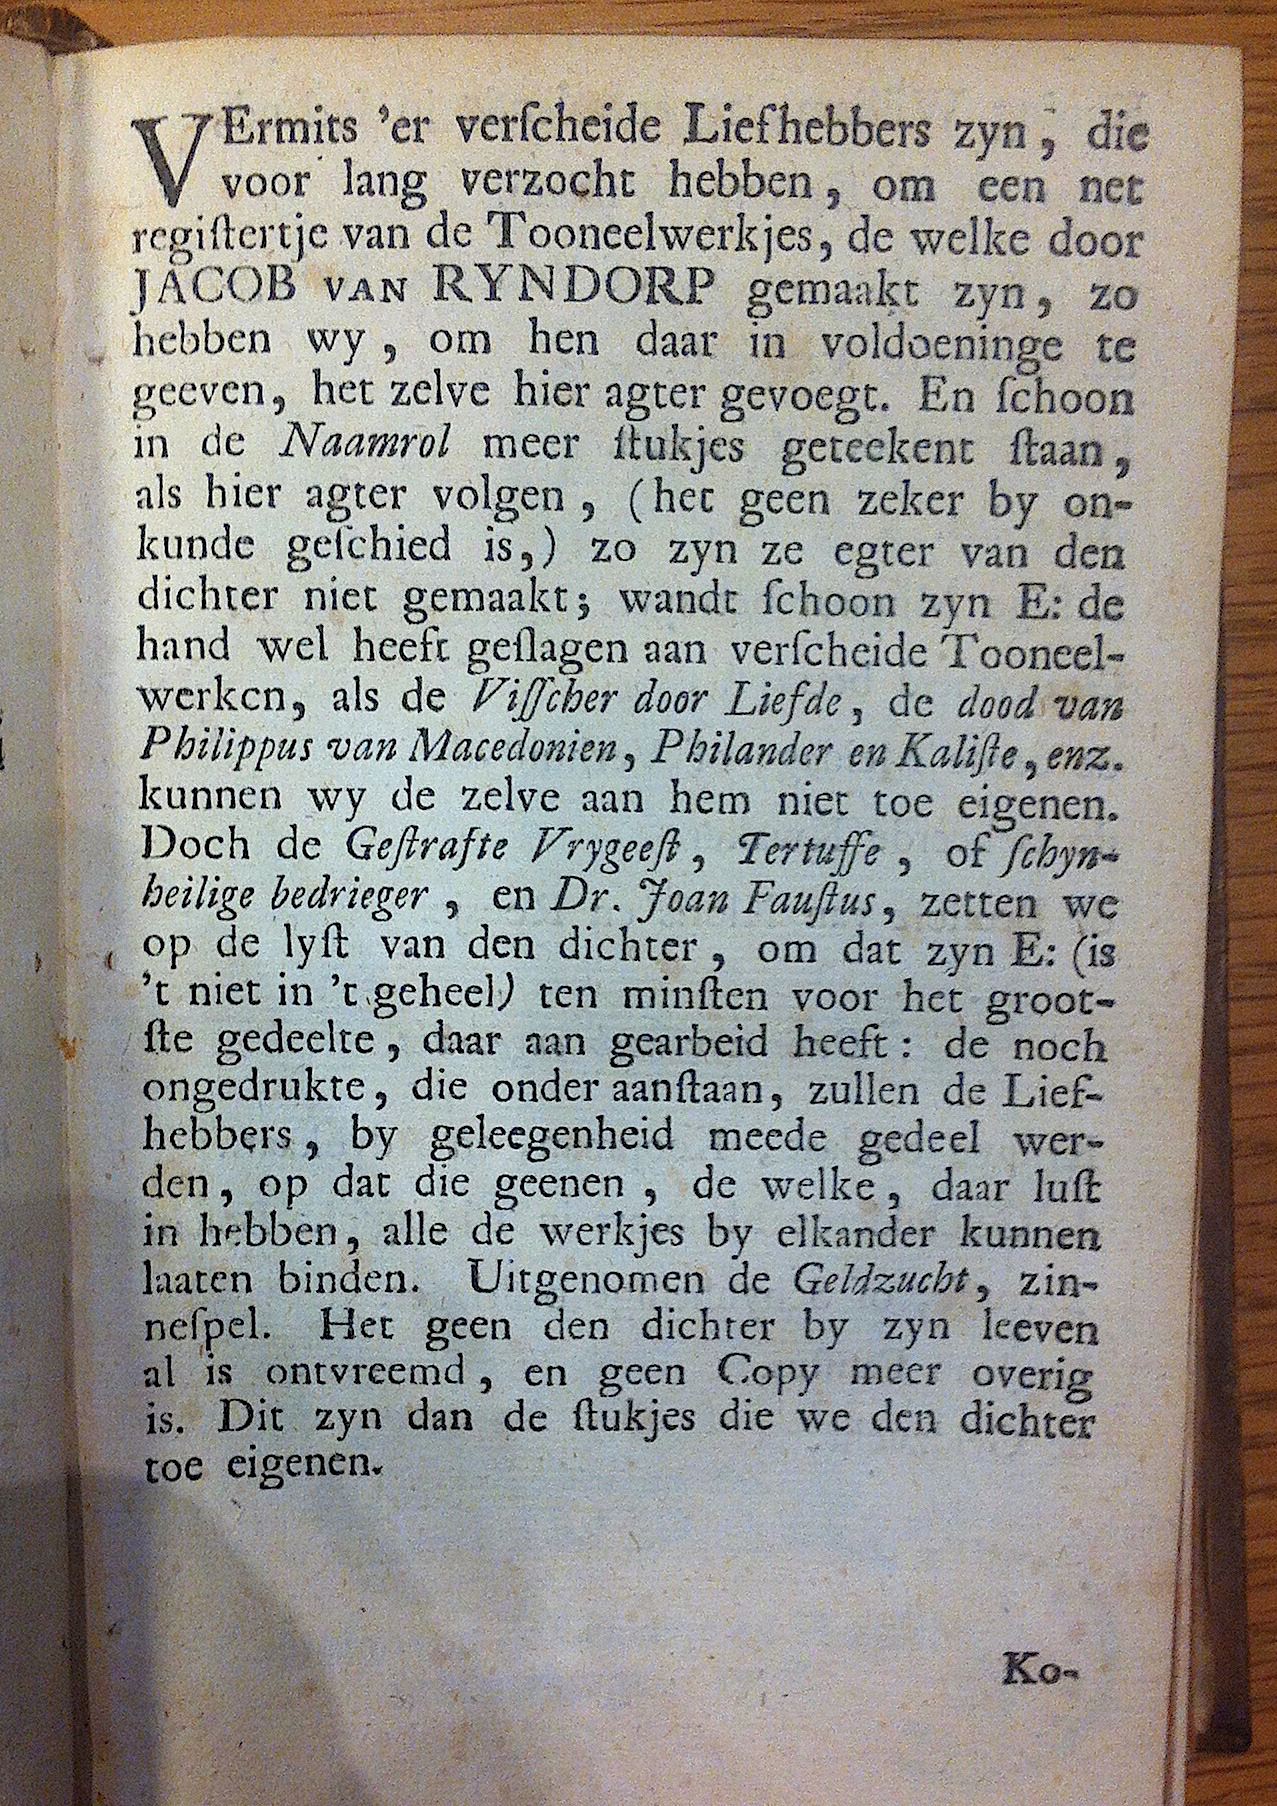 VErmits 'er verſcheide Liefhebbers zyn, die
voor lang verzocht hebben, om een net
regiſtertje van de Tooneelwerkjes, de welke door
JACOB VAN RYNDORP gemaakt zyn, zo
hebben wy, om hen daar in voldoeninge te
geeven, het zelve hier agter gevoegt. En ſchoon
in de Naamrol meer ſtukjes geteekent ſtaan,
als hier agter volgen, (het geen zeker by on-
kunde geſchied is,) zo zyn ze egter van den
dichter niet gemaakt; wandt ſchoon zyn E: de
hand wel heeft geſlagen aan verſcheide Tooneel-
werken, als de Viſſcher door Liefde, de dood van
Philippus van Macedonien, Philander en Kaliſte, enz.
kunnen wy de zelve aan hem niet toe eigenen.
Doch de Geſtrafte Vrygeeſt, Tertuffe, of ſchyn-
heilige bedrieger, en Dr. Joan Fauſtus, zetten we
op de lyſt van den dichter, om dat zyn E: (is
't niet in 't geheel) ten minſten voor het groot-
ſte gedeelte, daar aan gearbeid heeft: de noch
ongedrukte, die onder aanſtaan, zullen de Lief-
hebbers, by geleegenheid meede gedeel wer-
den, op dat die geenen, de welke, daar luſt
in hebben, alle de werkjes by elkander kunnen
laaten binden. Uitgenomen de Geldzucht, zin-
neſpel. Het geen den dichter by zyn leeven
al is ontvreemd, en geen Copy meer overig
is. Dit zyn dan de ſtukjes die we den dichter
toe eigenen.
Ko-